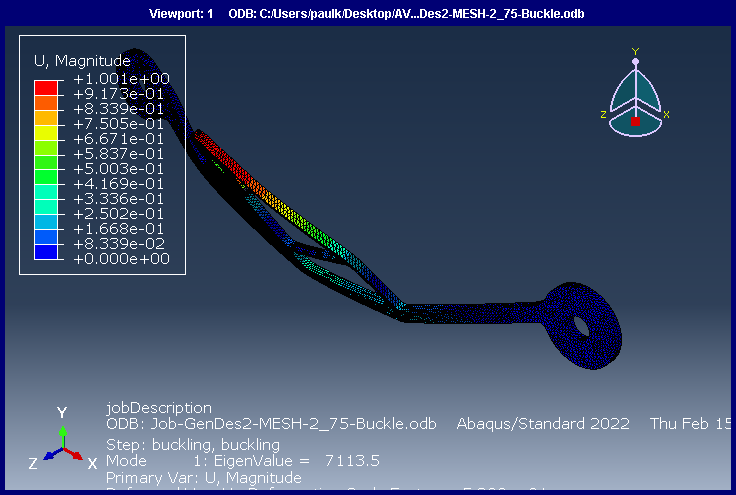 Viewport: 1 ODB: C:/Users/paulk/Desktop/AV...Des2-MESH-2_75-Buckle.odb
U, Magnitude
+1.001e+00
+9.173e-01
+8.339e-01
+7.505e-01
+6.671e-01
+5.837e-01
+5.003e-01
+4.169e-01
+3.336e-01
+2.502e-01
+1.668e-01
+8.339e-02
+0.000e+00
Y
Z X
Y
Z X
jobDescription
ODB: Job-GenDes2-MESH-2_75-Buckle.odb Abaqus/Standard 2022 Thu Feb 15
Step: buckling, buckling
Mode 1: EigenValue = 7113.5
Primary Var: U, Magnitude